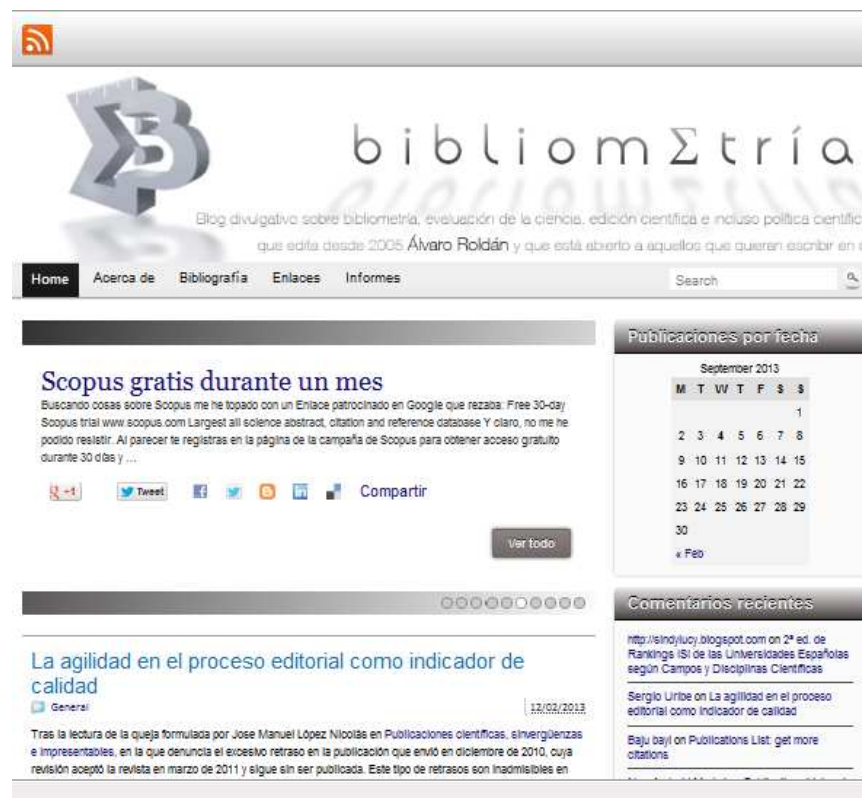 bibliomΣtría
Blog divulgativo sobre bibliometría, evaluación de la ciencia, edición científica e incluso política científic
que edita desde 2005 Álvaro Roldán y que está abierto a aquellos que quieran escribir en
Home Acerca de Bibliografía Enlaces Informes Search
Scopus gratis durante un mes
Buscando cosas sobre Scopus me he topado con un Enlace patrocinado en Google que rezaba: Free 30-day
Scopus trial www.scopus.com Largest all science abstract, citation and reference database Y claro, no me he
podido resistir. Al parecer te registras en la página de la campaña de Scopus para obtener acceso gratuito
durante 30 días y ...
+1 Tweet Compartir
Ver todo
La agilidad en el proceso editorial como indicador de
calidad
General 12/02/2013
Tras la lectura de la queja formulada por Jose Manuel López Nicolás en Publicaciones científicas, sinvergüenzas
e impresentables, en la que denuncia el excesivo retraso en la publicación que envió en diciembre de 2010, cuya
revisión aceptó la revista en marzo de 2011 y sigue sin ser publicada. Este tipo de retrasos son inadmisibles en
Publicaciones por fecha
September 2013
M T W T F S S
1
2 3 4 5 6 7 8
9 10 11 12 13 14 15
16 17 18 19 20 21 22
23 24 25 26 27 28 29
30
« Feb
Comentarios recientes
http://sindylucy.blogspot.com on 2ª ed. de
Rankings ISI de las Universidades Españolas
según Campos y Disciplinas Científicas
Sergio Uribe on La agilidad en el proceso
editorial como indicador de calidad
Baju bayi on Publications List: get more
citations